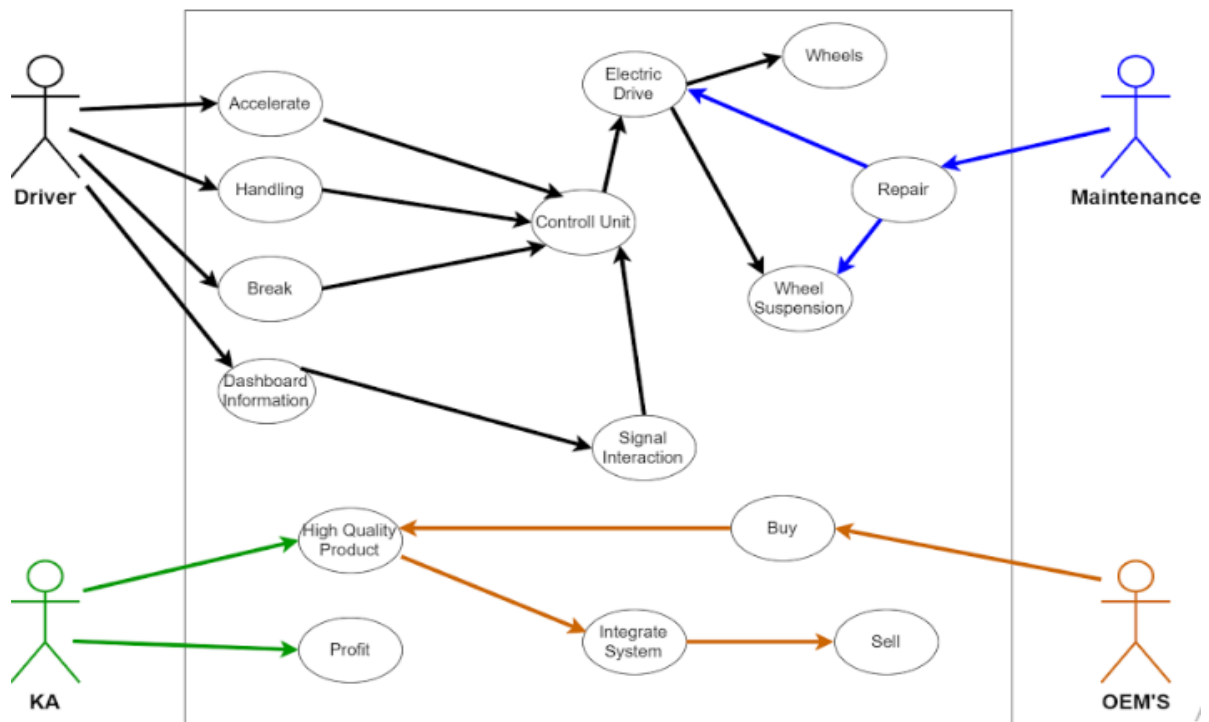 Wheels
Electric
Drive
Accelerate
Driver
Handling
Repair
Maintenance
Controll Unit
Break
Wheel
Suspension
Dashboard
Information
Signal
Interaction
High Quality
Product
Buy
Profit
Integrate
System
Sell
KA
OEM'S